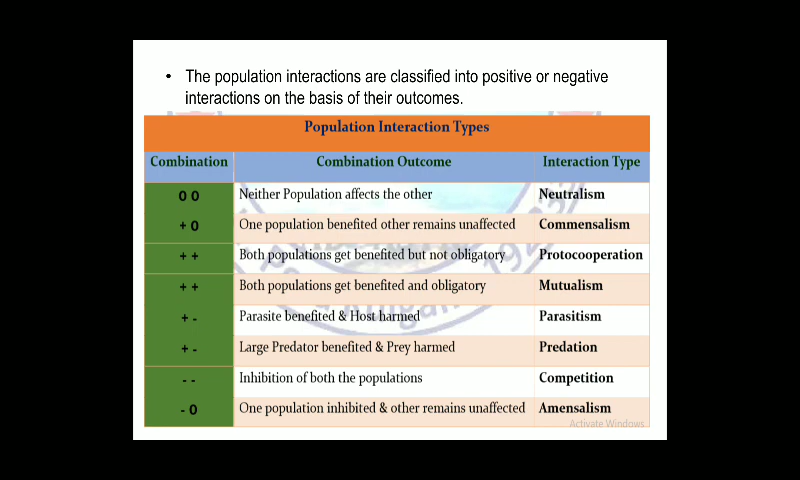 • The population interactions are classified into positive or negative
interactions on the basis of their outcomes.
Population Interaction Types
Combination Combination Outcome Interaction Type
0 0 Neither Population affects the other Neutralism
+ 0 One population benefited other remains unaffected Commensalism
+ + Both populations get benefited but not obligatory Protocooperation
+ + Both populations get benefited and obligatory Mutualism
+ - Parasite benefited & Host harmed Parasitism
+ - Large Predator benefited & Prey harmed Predation
- - Inhibition of both the populations Competition
- 0 One population inhibited & other remains unaffected Amensalism
Activate Windows